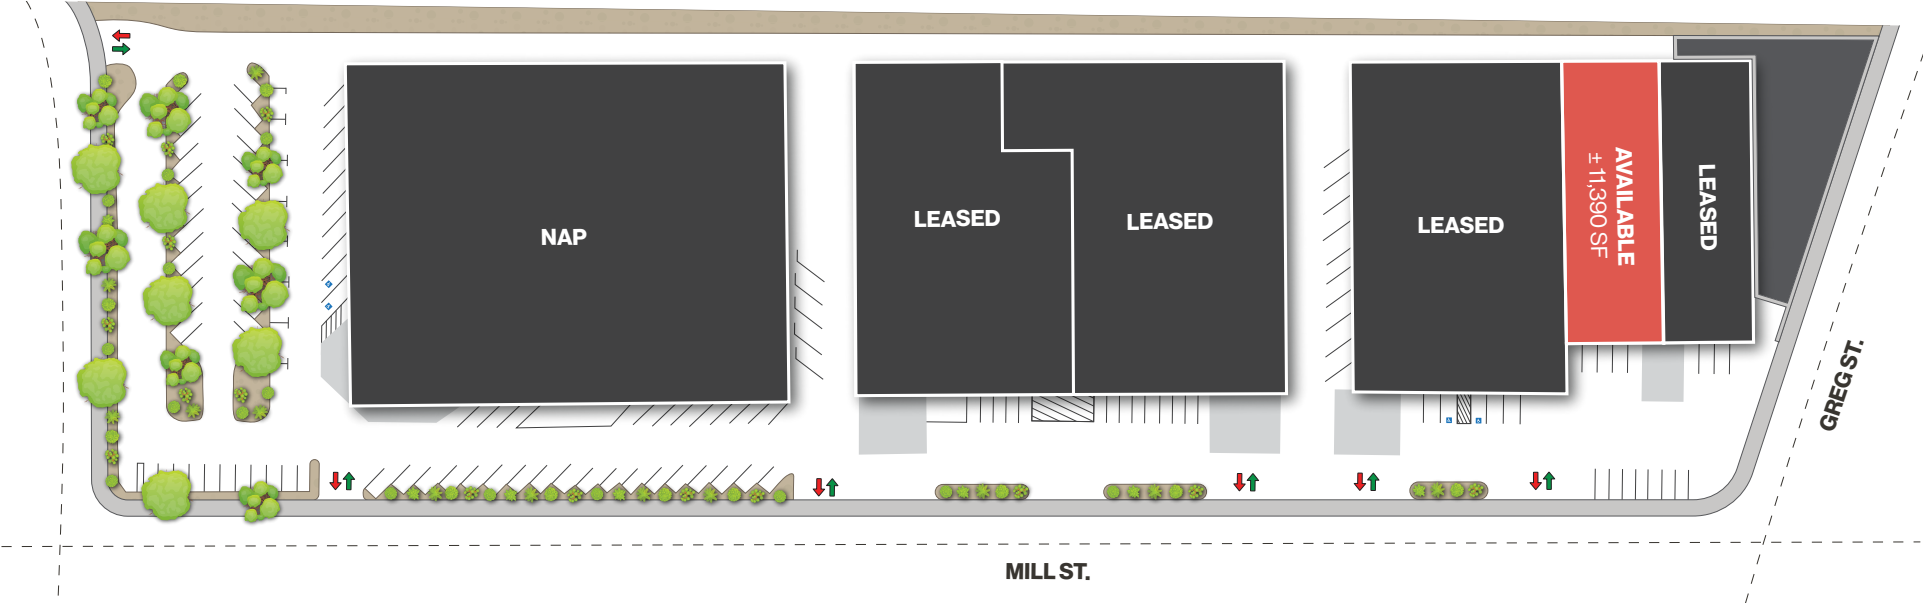 NAP
LEASED
LEASED
LEASED
AVAILABLE
± 11,390 SF
LEASED
GREG ST.
MILL ST.